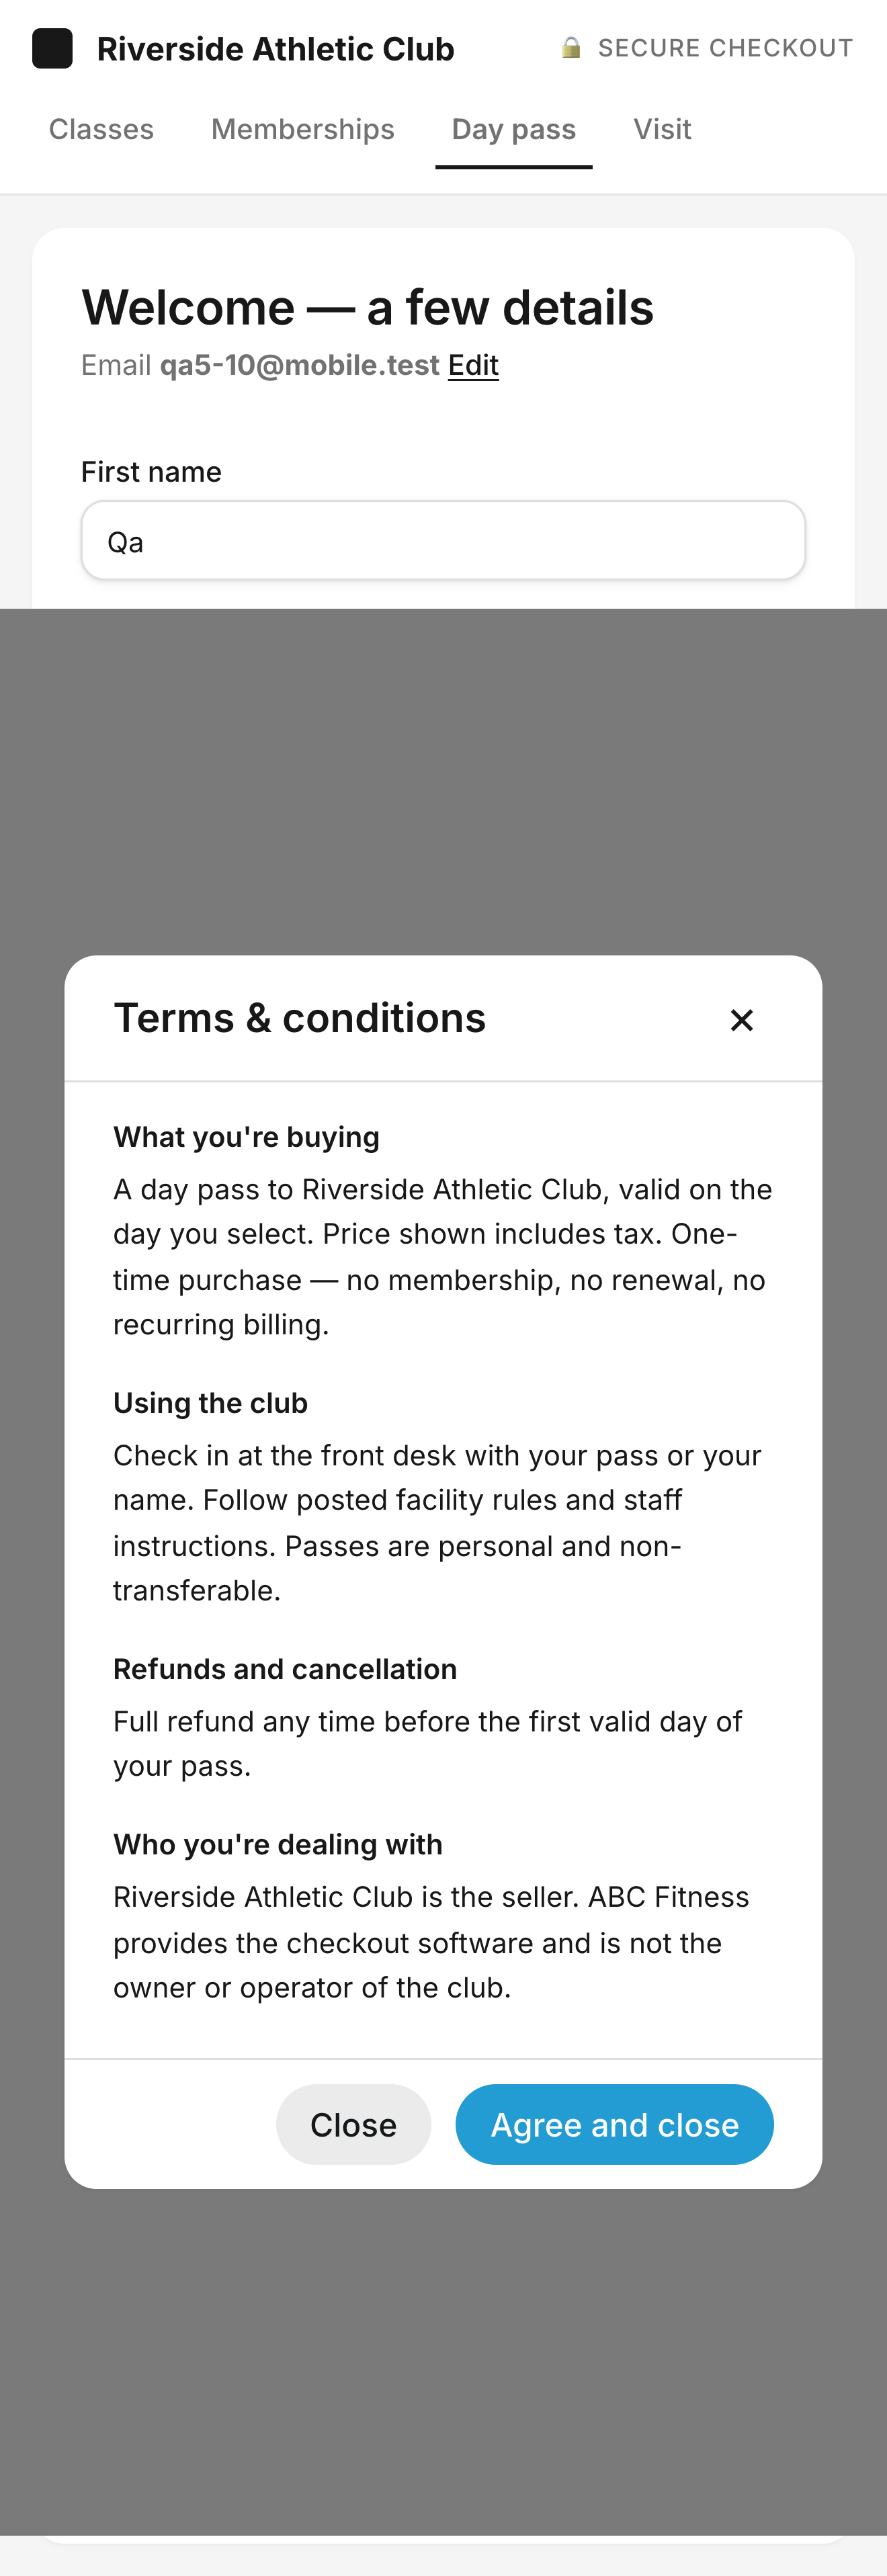 Riverside Athletic Club
SECURE CHECKOUT
Classes Memberships Day pass Visit
Welcome — a few details
Email qa5-10@mobile.test Edit
First name
Qa
Terms & conditions
×
What you're buying
A day pass to Riverside Athletic Club, valid on the
day you select. Price shown includes tax. One-
time purchase — no membership, no renewal, no
recurring billing.
Using the club
Check in at the front desk with your pass or your
name. Follow posted facility rules and staff
instructions. Passes are personal and non-
transferable.
Refunds and cancellation
Full refund any time before the first valid day of
your pass.
Who you're dealing with
Riverside Athletic Club is the seller. ABC Fitness
provides the checkout software and is not the
owner or operator of the club.
Close
Agree and close